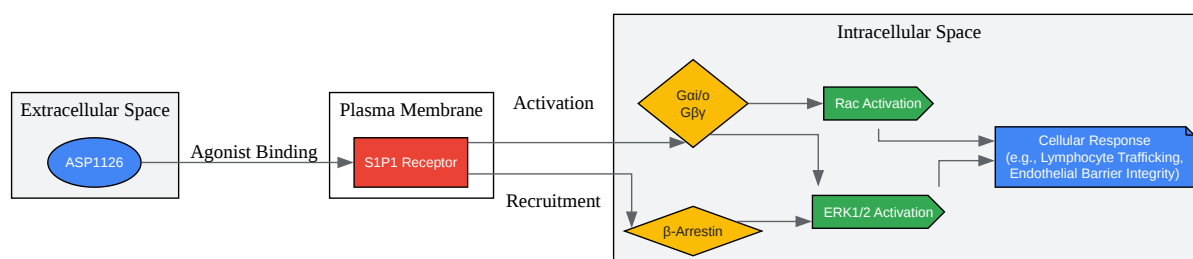 Intracellular Space
Extracellular Space
Plasma Membrane
Activation
Gαi/o
Gβγ
Rac Activation
ASP1126
Agonist Binding
S1P1 Receptor
Cellular Response
(e.g., Lymphocyte Trafficking,
Endothelial Barrier Integrity)
Recruitment
β-Arrestin
ERK1/2 Activation